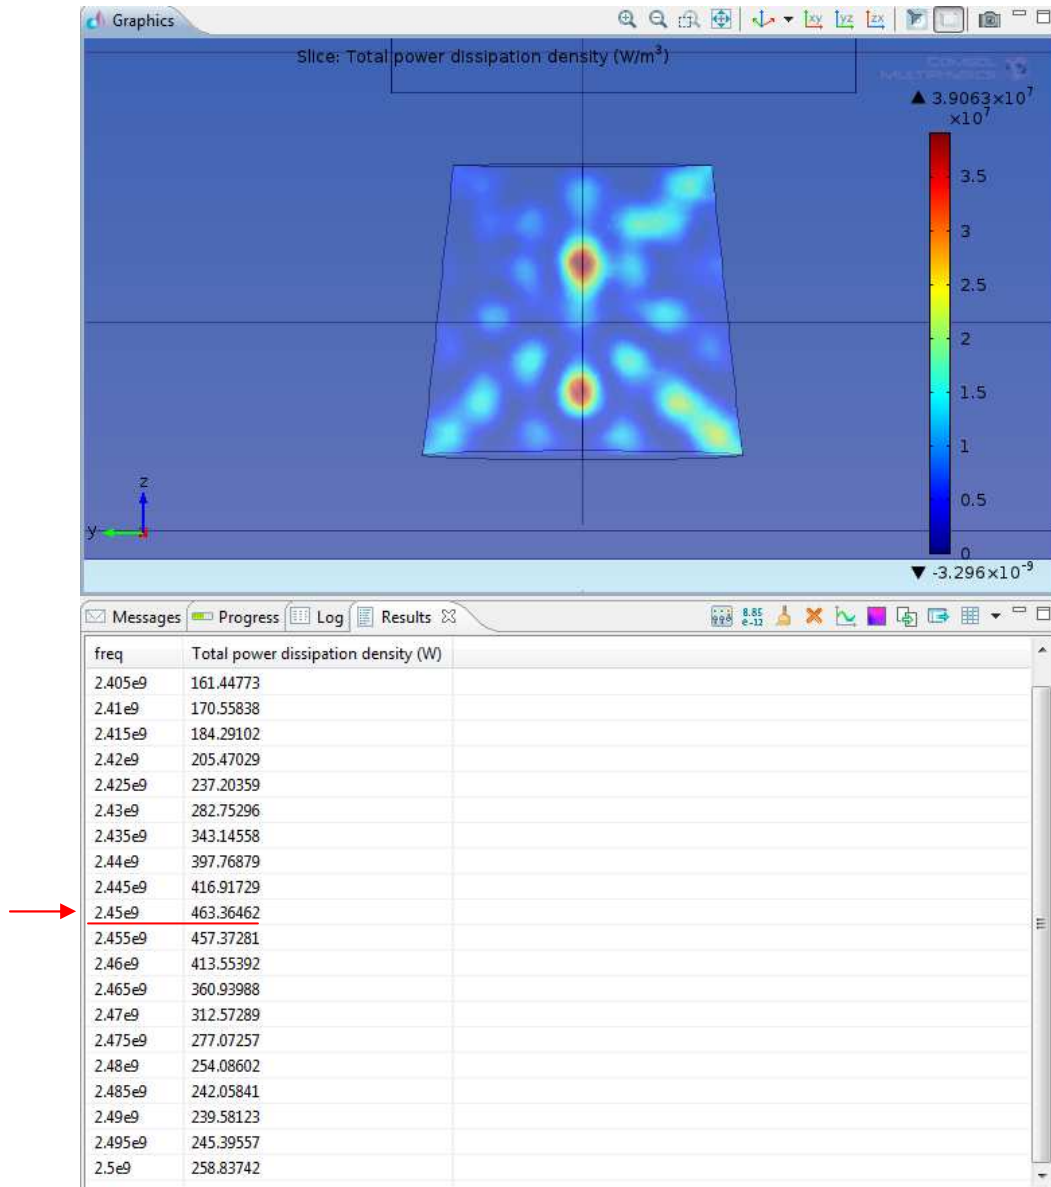 Graphics
xy yz zx
Slice: Total power dissipation density (W/m³)
COMSOL
MULTIPHYSICS
▲ 3.9063×10⁷
×10⁷
3.5
3
2.5
2
1.5
1
0.5
0
▼ -3.296×10⁻⁹
z
y
Messages Progress Log Results
8.85
e-12
freq Total power dissipation density (W)
2.405e9 161.44773
2.41e9 170.55838
2.415e9 184.29102
2.42e9 205.47029
2.425e9 237.20359
2.43e9 282.75296
2.435e9 343.14558
2.44e9 397.76879
2.445e9 416.91729
2.45e9 463.36462
2.455e9 457.37281
2.46e9 413.55392
2.465e9 360.93988
2.47e9 312.57289
2.475e9 277.07257
2.48e9 254.08602
2.485e9 242.05841
2.49e9 239.58123
2.495e9 245.39557
2.5e9 258.83742